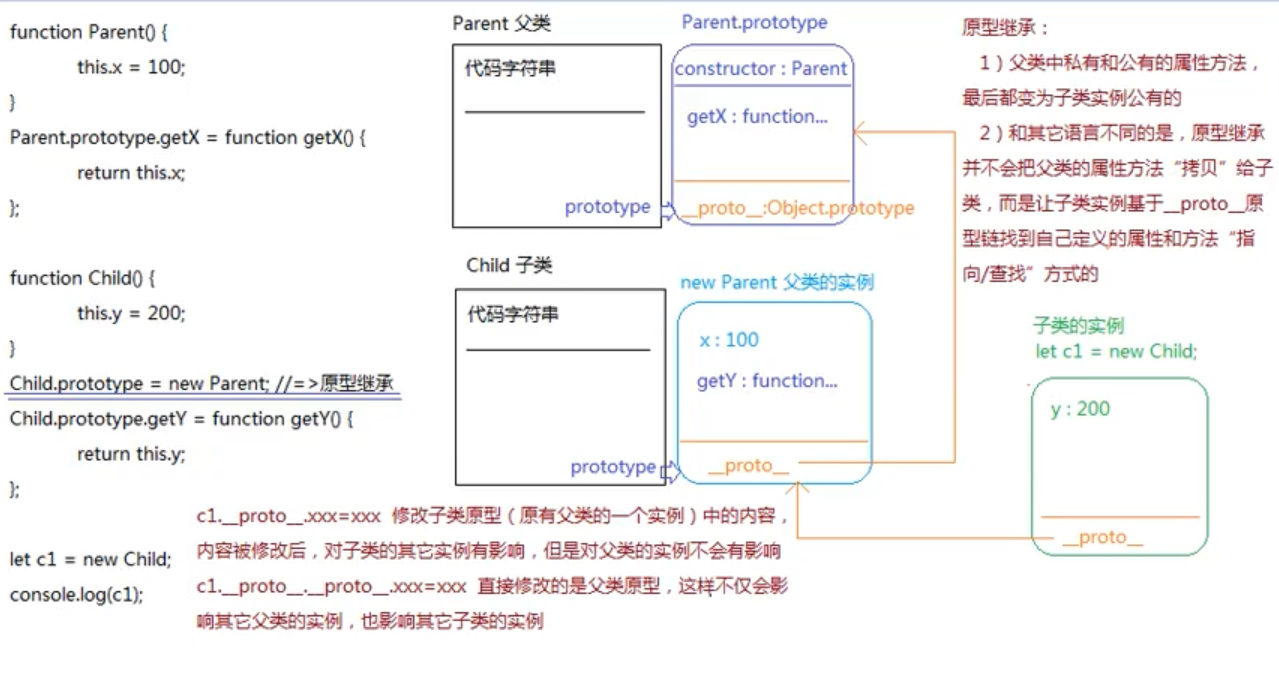 function Parent() {
this.x = 100;
}
Parent.prototype.getX = function getX() {
return this.x;
};
function Child() {
this.y = 200;
}
Child.prototype = new Parent; //=>原型继承
Child.prototype.getY = function getY() {
return this.y;
};
let c1 = new Child;
console.log(c1);
Parent 父类
代码字符串
prototype
Parent.prototype
constructor : Parent
getX : function...
__proto__:Object.prototype
Child 子类
代码字符串
prototype
new Parent 父类的实例
x : 100
getY : function...
__proto__
原型继承：
1）父类中私有和公有的属性方法，
最后都变为子类实例公有的
2）和其它语言不同的是，原型继承
并不会把父类的属性方法“拷贝”给子
类，而是让子类实例基于__proto__原
型链找到自己定义的属性和方法“指
向/查找”方式的
子类的实例
let c1 = new Child;
y : 200
__proto__
c1.__proto__.xxx=xxx 修改子类原型（原有父类的一个实例）中的内容，
内容被修改后，对子类的其它实例有影响，但是对父类的实例不会有影响
c1.__proto__.__proto__.xxx=xxx 直接修改的是父类原型，这样不仅会影
响其它父类的实例，也影响其它子类的实例